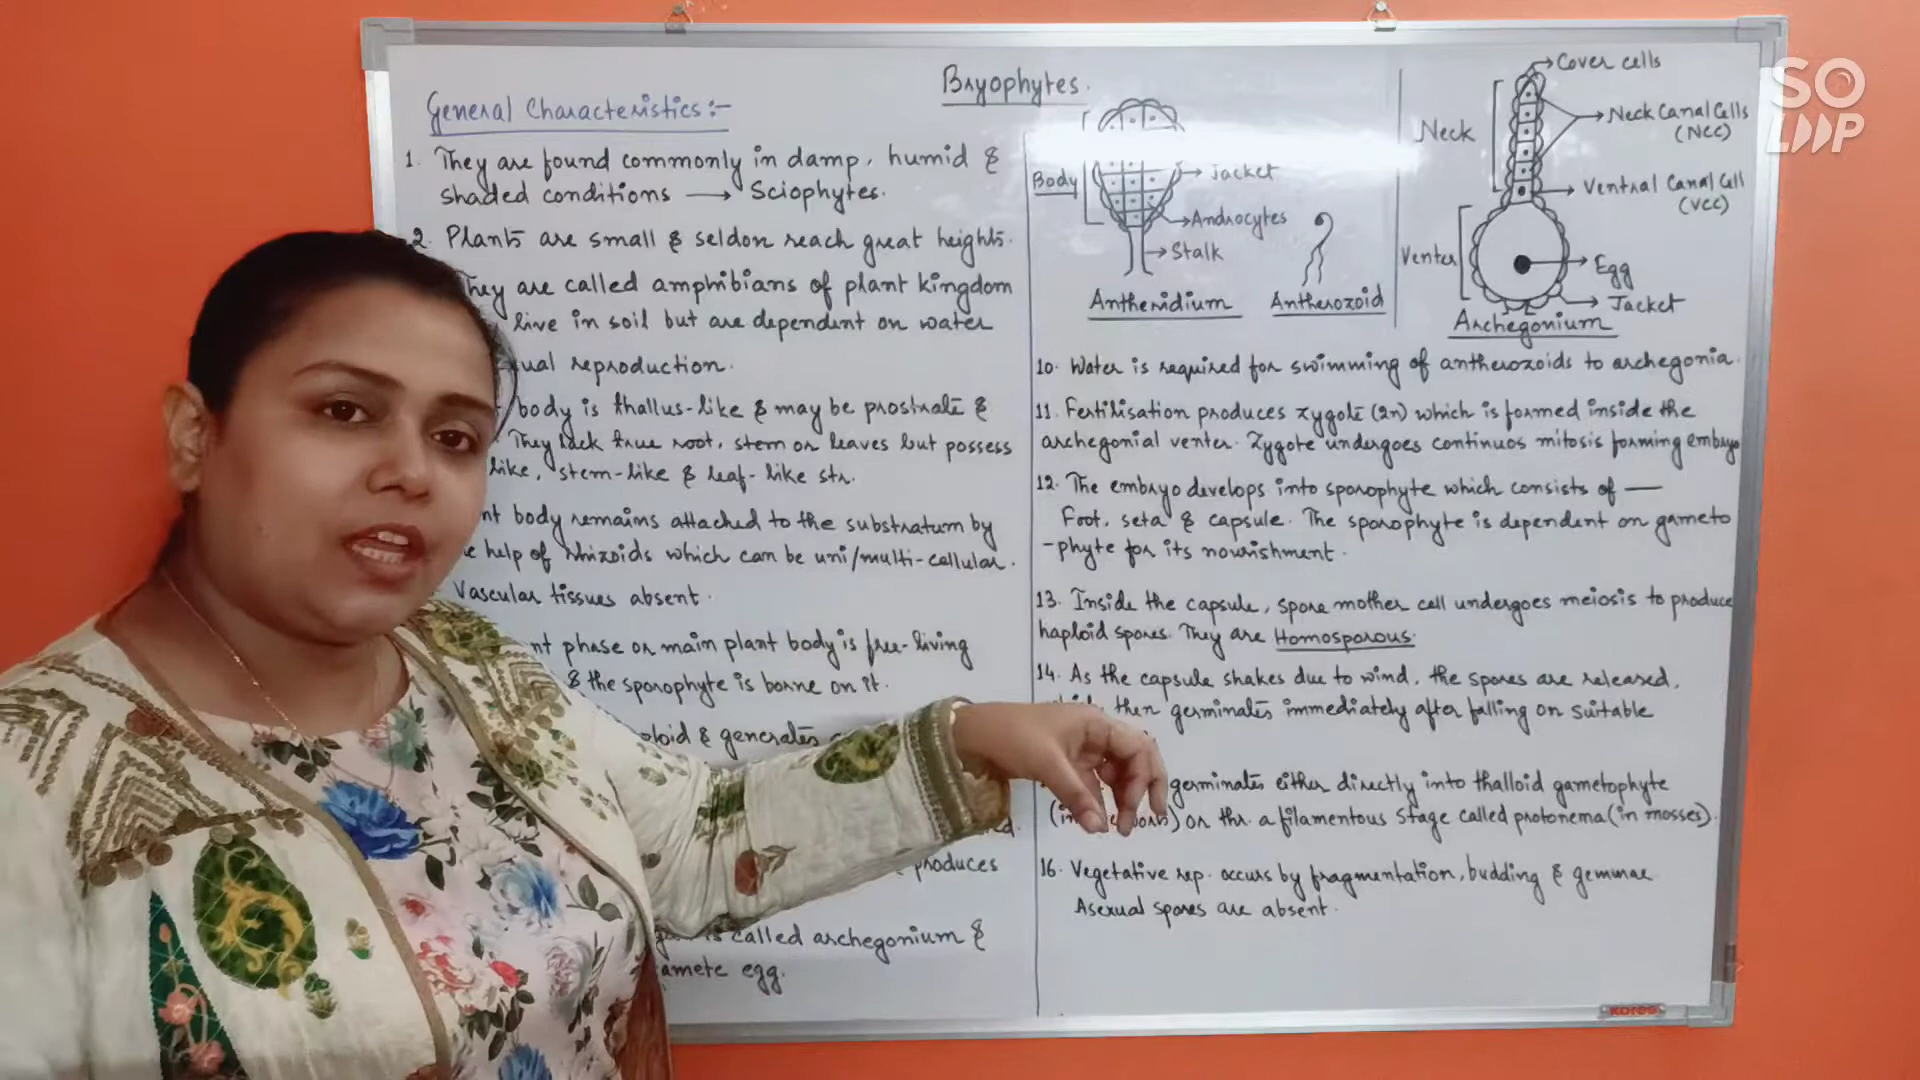 Bryophytes.
General Characteristics:-
1. They are found commonly in damp, humid &
shaded conditions → Sciophytes.
2. Plants are small & seldon reach great heights.
They are called amphibians of plant kingdom
live in soil but are dependent on water
reproduction.
body is thallus-like & may be prostrate &
They lack true root, stem or leaves but possess
like, stem-like & leaf-like str.
body remains attached to the substratum by
help of rhizoids which can be uni/multi-cellular.
Vascular tissues absent.
phase or main plant body is free-living
& the sporophyte is borne on it.
& generates
produces
is called archegonium &
egg.
Body
Jacket
Androcytes
Stalk
Antheridium
Antherozoid
Cover cells
Neck
Neck Canal Cells
(NCC)
Ventral Canal Cell
(VCC)
Venter
Egg
Jacket
Archegonium
10. Water is required for swimming of antherozoids to archegonia.
11. Fertilisation produces zygote (2n) which is formed inside the
archegonial venter. Zygote undergoes continuos mitosis forming embryo
12. The embryo develops into sporophyte which consists of —
Foot, seta & capsule. The sporophyte is dependent on gameto
-phyte for its nourishment.
13. Inside the capsule, spore mother cell undergoes meiosis to produce
haploid spores. They are Homosporous.
14. As the capsule shakes due to wind, the spores are released,
then germinates immediately after falling on suitable
germinates either directly into thalloid gametophyte
or thr. a filamentous stage called protonema (in mosses).
16. Vegetative rep. occurs by fragmentation, budding & gemmae
Asexual spores are absent.
KORES
SO
LOOP